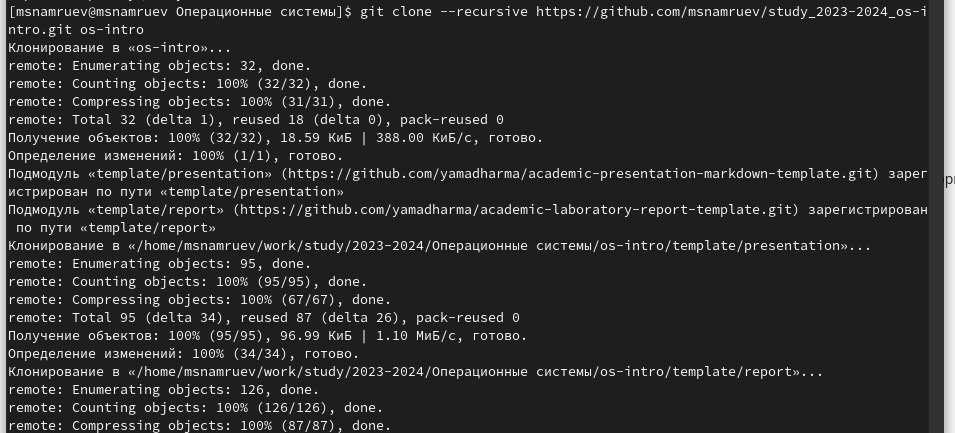 [msnamruev@msnamruev Операционные системы]$ git clone --recursive https://github.com/msnamruev/study_2023-2024_os-i
ntro.git os-intro
Клонирование в «os-intro»...
remote: Enumerating objects: 32, done.
remote: Counting objects: 100% (32/32), done.
remote: Compressing objects: 100% (31/31), done.
remote: Total 32 (delta 1), reused 18 (delta 0), pack-reused 0
Получение объектов: 100% (32/32), 18.59 КиБ | 388.00 КиБ/с, готово.
Определение изменений: 100% (1/1), готово.
Подмодуль «template/presentation» (https://github.com/yamadharma/academic-presentation-markdown-template.git) зарег
истрирован по пути «template/presentation»
Подмодуль «template/report» (https://github.com/yamadharma/academic-laboratory-report-template.git) зарегистрирован
 по пути «template/report»
Клонирование в «/home/msnamruev/work/study/2023-2024/Операционные системы/os-intro/template/presentation»...
remote: Enumerating objects: 95, done.
remote: Counting objects: 100% (95/95), done.
remote: Compressing objects: 100% (67/67), done.
remote: Total 95 (delta 34), reused 87 (delta 26), pack-reused 0
Получение объектов: 100% (95/95), 96.99 КиБ | 1.10 МиБ/с, готово.
Определение изменений: 100% (34/34), готово.
Клонирование в «/home/msnamruev/work/study/2023-2024/Операционные системы/os-intro/template/report»...
remote: Enumerating objects: 126, done.
remote: Counting objects: 100% (126/126), done.
remote: Compressing objects: 100% (87/87), done.